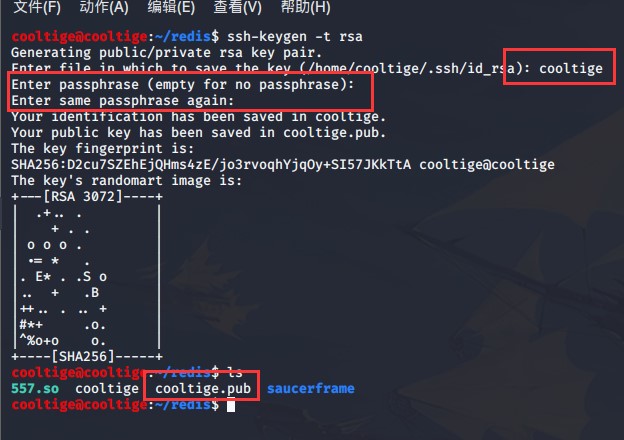 文件(F) 动作(A) 编辑(E) 查看(V) 帮助(H)
cooltige@cooltige:~/redis$ ssh-keygen -t rsa
Generating public/private rsa key pair.
Enter file in which to save the key (/home/cooltige/.ssh/id_rsa): cooltige
Enter passphrase (empty for no passphrase):
Enter same passphrase again:
Your identification has been saved in cooltige.
Your public key has been saved in cooltige.pub.
The key fingerprint is:
SHA256:D2cu7SZEhEjQHms4zE/jo3rvoqhYjqOy+SI57JKkTtA cooltige@cooltige
The key's randomart image is:
+---[RSA 3072]----+
|   .+.. .        |
|     + . .       |
|  o o o .        |
|  .= *   .       |
| . E* . .S o     |
| ..   +   .B     |
| ++.. .  . .. +  |
| #*+      .o.    |
| ^%o+o    o.     |
+----[SHA256]-----+
cooltige@cooltige:~/redis$ ls
557.so cooltige cooltige.pub saucerframe
cooltige@cooltige:~/redis$